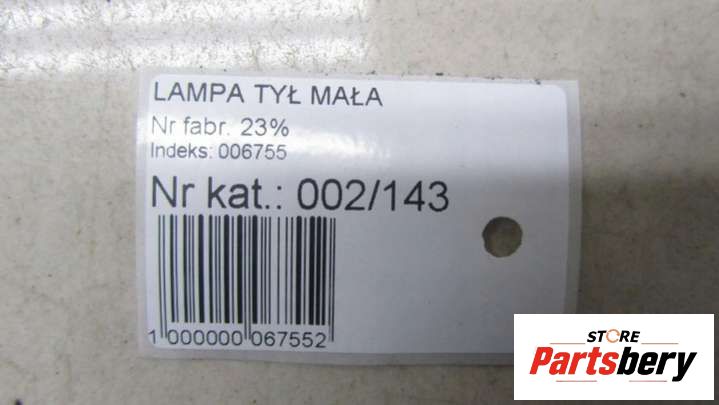 LAMPA TYŁ MAŁA
Nr fabr. 23%
Indeks: 006755
Nr kat.: 002/143
1 000000 067552
STORE
Partsbery